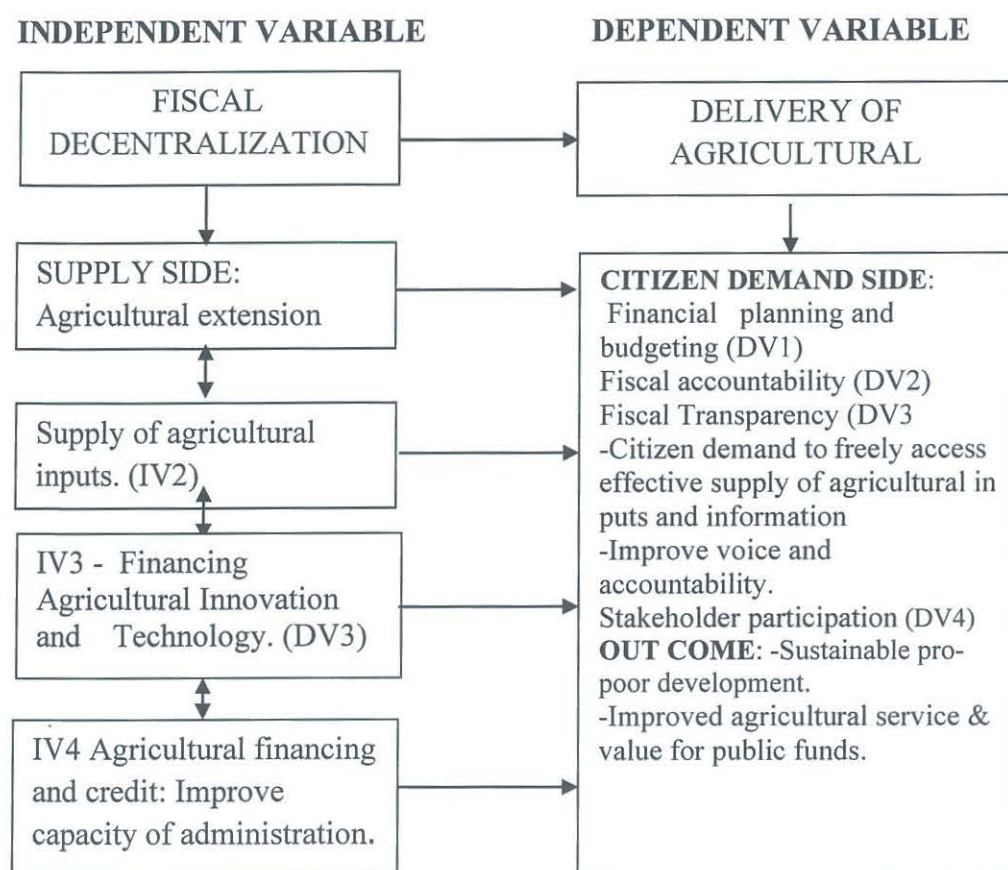 INDEPENDENT VARIABLE
DEPENDENT VARIABLE
FISCAL
DECENTRALIZATION
DELIVERY OF
AGRICULTURAL
SUPPLY SIDE:
Agricultural extension
Supply of agricultural
inputs. (IV2)
IV3 - Financing
Agricultural Innovation
and Technology. (DV3)
IV4 Agricultural financing
and credit: Improve
capacity of administration.
CITIZEN DEMAND SIDE:
Financial planning and
budgeting (DV1)
Fiscal accountability (DV2)
Fiscal Transparency (DV3
-Citizen demand to freely access
effective supply of agricultural in
puts and information
-Improve voice and
accountability.
Stakeholder participation (DV4)
OUT COME: -Sustainable pro-
poor development.
-Improved agricultural service &
value for public funds.